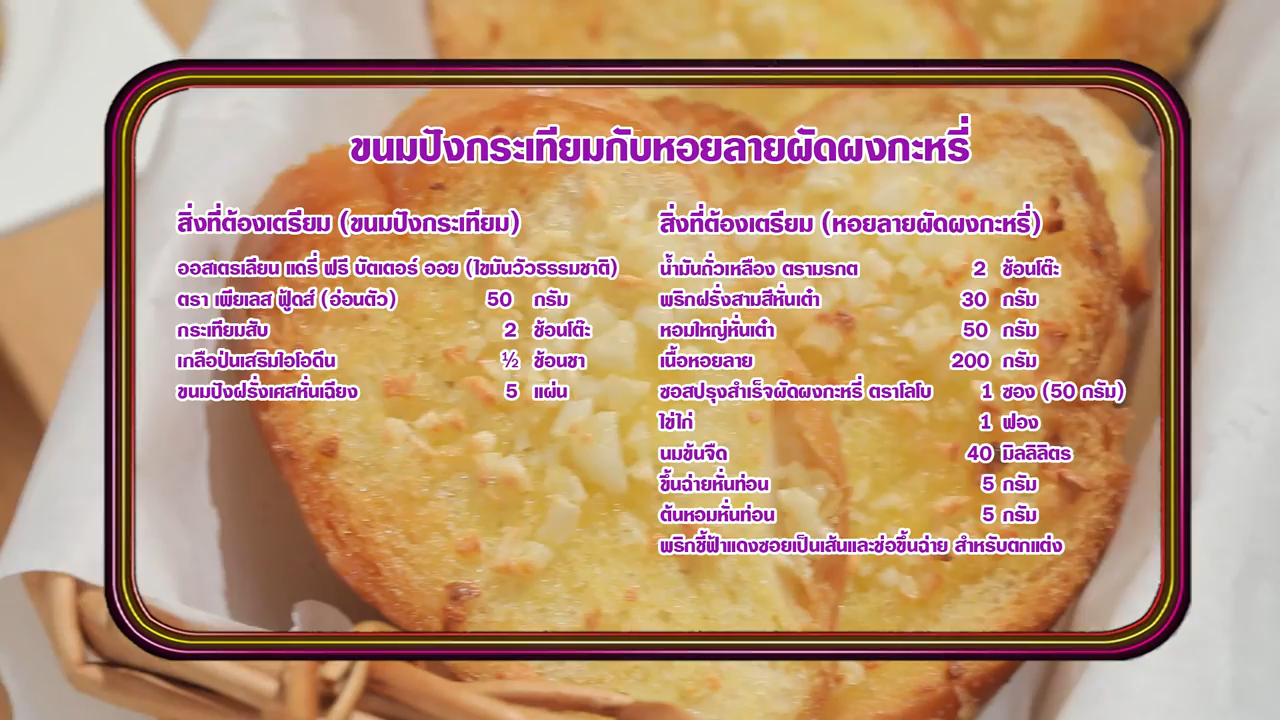 ขนมปังกระเทียมกับหอยลายผัดผงกะหรี่
สิ่งที่ต้องเตรียม (ขนมปังกระเทียม)
ออสเตรเลียน แดรี่ ฟรี บัตเตอร์ ออย (ไขมันวัวธรรมชาติ)
ตรา เพียเลส ฟู้ดส์ (อ่อนตัว) 50 กรัม
กระเทียมสับ 2 ช้อนโต๊ะ
เกลือป่นเสริมไอโอดีน ½ ช้อนชา
ขนมปังฝรั่งเศสหั่นเฉียง 5 แผ่น
สิ่งที่ต้องเตรียม (หอยลายผัดผงกะหรี่)
น้ำมันถั่วเหลือง ตรามรกต 2 ช้อนโต๊ะ
พริกฝรั่งสามสีหั่นเต๋า 30 กรัม
หอมใหญ่หั่นเต๋า 50 กรัม
เนื้อหอยลาย 200 กรัม
ซอสปรุงสำเร็จผัดผงกะหรี่ ตราโลโบ 1 ซอง (50 กรัม)
ไข่ไก่ 1 ฟอง
นมข้นจืด 40 มิลลิลิตร
ขึ้นฉ่ายหั่นท่อน 5 กรัม
ต้นหอมหั่นท่อน 5 กรัม
พริกชี้ฟ้าแดงซอยเป็นเส้นและช่อขึ้นฉ่าย สำหรับตกแต่ง